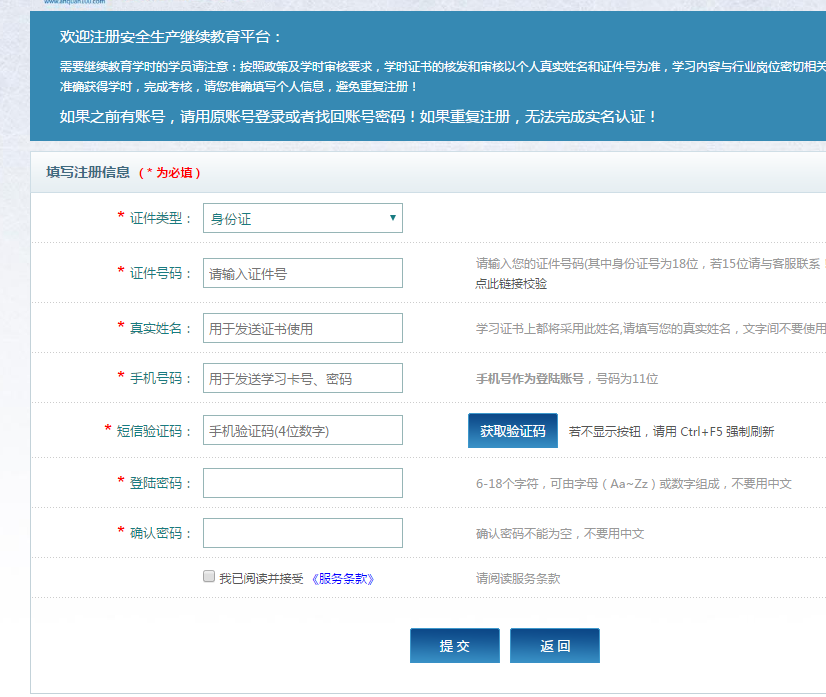 欢迎注册安全生产继续教育平台：
需要继续教育学时的学员请注意：按照政策及学时审核要求，学时证书的核发和审核以个人真实姓名和证件号为准，学习内容与行业岗位密切相关
准确获得学时，完成考核，请您准确填写个人信息，避免重复注册！
如果之前有账号，请用原账号登录或者找回账号密码！如果重复注册，无法完成实名认证！
填写注册信息 （ * 为必填 ）
* 证件类型： 身份证
* 证件号码： 请输入证件号 请输入您的证件号码(其中身份证号为18位，若15位请与客服联系
点此链接校验
* 真实姓名： 用于发送证书使用 学习证书上都将采用此姓名,请填写您的真实姓名，文字间不要使用
* 手机号码： 用于发送学习卡号、密码 手机号作为登陆账号，号码为11位
* 短信验证码： 手机验证码(4位数字) 获取验证码 若不显示按钮，请用 Ctrl+F5 强制刷新
* 登陆密码： 6-18个字符，可由字母（Aa~Zz）或数字组成，不要用中文
* 确认密码： 确认密码不能为空，不要用中文
我已阅读并接受 《服务条款》 请阅读服务条款
提 交 返 回